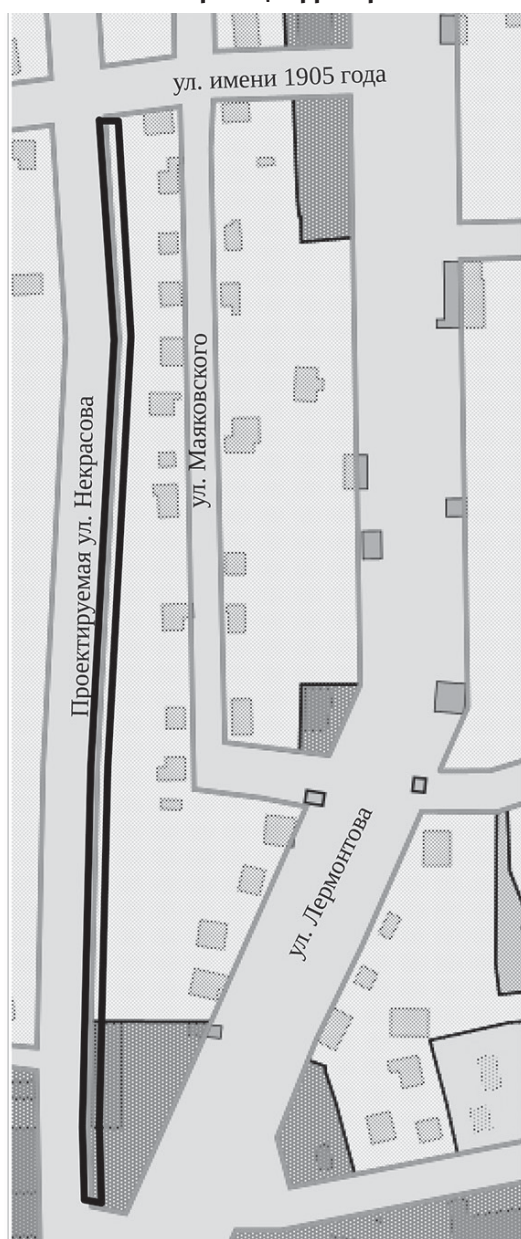 ул. имени 1905 года
ул. Маяковского
Проектируемая ул. Некрасова
ул. Лермонтова